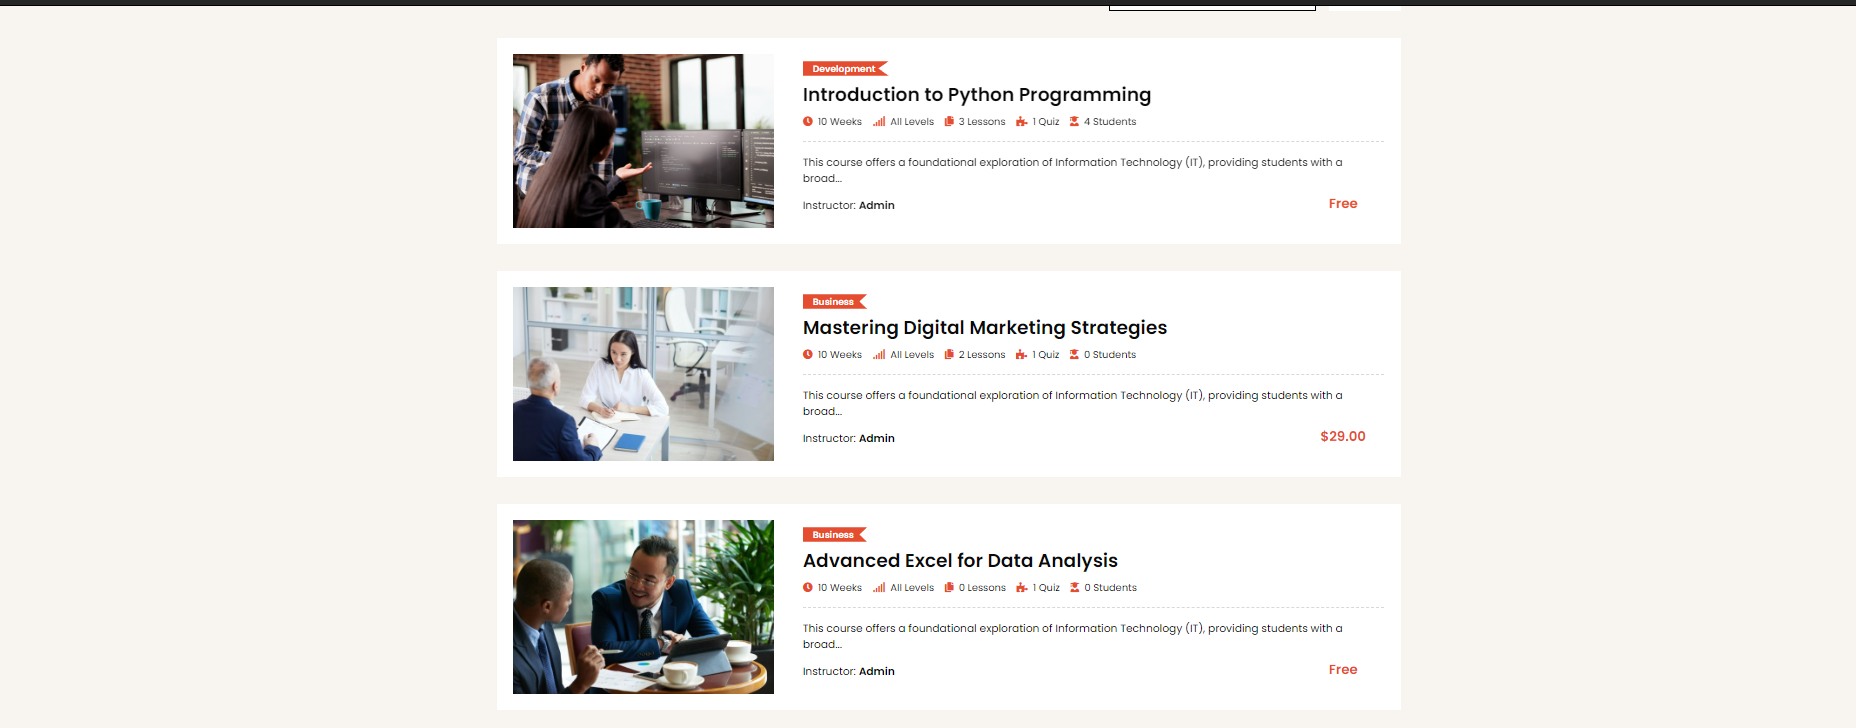 Development
Introduction to Python Programming
10 Weeks All Levels 3 Lessons 1 Quiz 4 Students
This course offers a foundational exploration of Information Technology (IT), providing students with a
broad...
Instructor: Admin
Free
Business
Mastering Digital Marketing Strategies
10 Weeks All Levels 2 Lessons 1 Quiz 0 Students
This course offers a foundational exploration of Information Technology (IT), providing students with a
broad...
Instructor: Admin
$29.00
Business
Advanced Excel for Data Analysis
10 Weeks All Levels 0 Lessons 1 Quiz 0 Students
This course offers a foundational exploration of Information Technology (IT), providing students with a
broad...
Instructor: Admin
Free